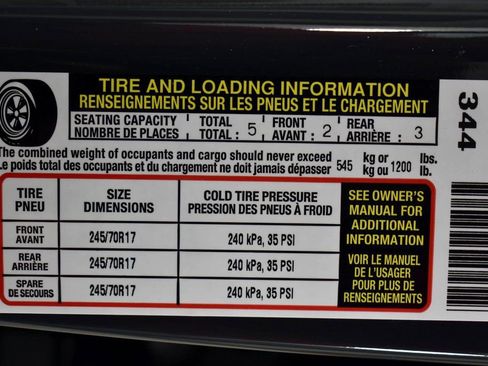 TIRE AND LOADING INFORMATION
RENSEIGNEMENTS SUR LES PNEUS ET LE CHARGEMENT
SEATING CAPACITY TOTAL FRONT REAR
NOMBRE DE PLACES TOTAL : 5 AVANT : 2 ARRIÈRE : 3
The combined weight of occupants and cargo should never exceed 545 kg or 1200 lbs.
Le poids total des occupants et du chargement ne doit jamais dépasser kg ou lb.
TIRE SIZE COLD TIRE PRESSURE
PNEU DIMENSIONS PRESSION DES PNEUS À FROID
FRONT
AVANT 245/70R17 240 kPa, 35 PSI
REAR
ARRIÈRE 245/70R17 240 kPa, 35 PSI
SPARE
DE SECOURS 245/70R17 240 kPa, 35 PSI
SEE OWNER'S
MANUAL FOR
ADDITIONAL
INFORMATION
VOIR LE MANUEL
DE L'USAGER
POUR PLUS DE
RENSEIGNEMENTS
344